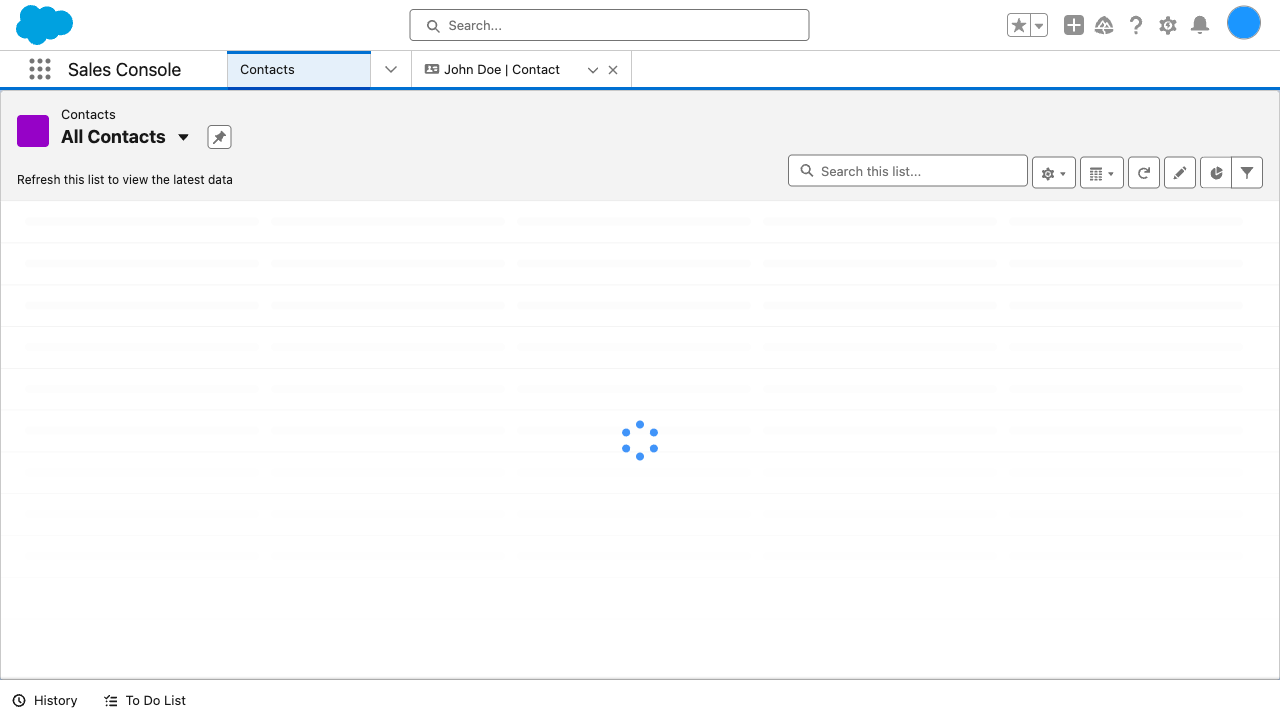 Search...
Sales Console
Contacts
John Doe | Contact
Contacts
All Contacts
Refresh this list to view the latest data
Search this list...
History
To Do List